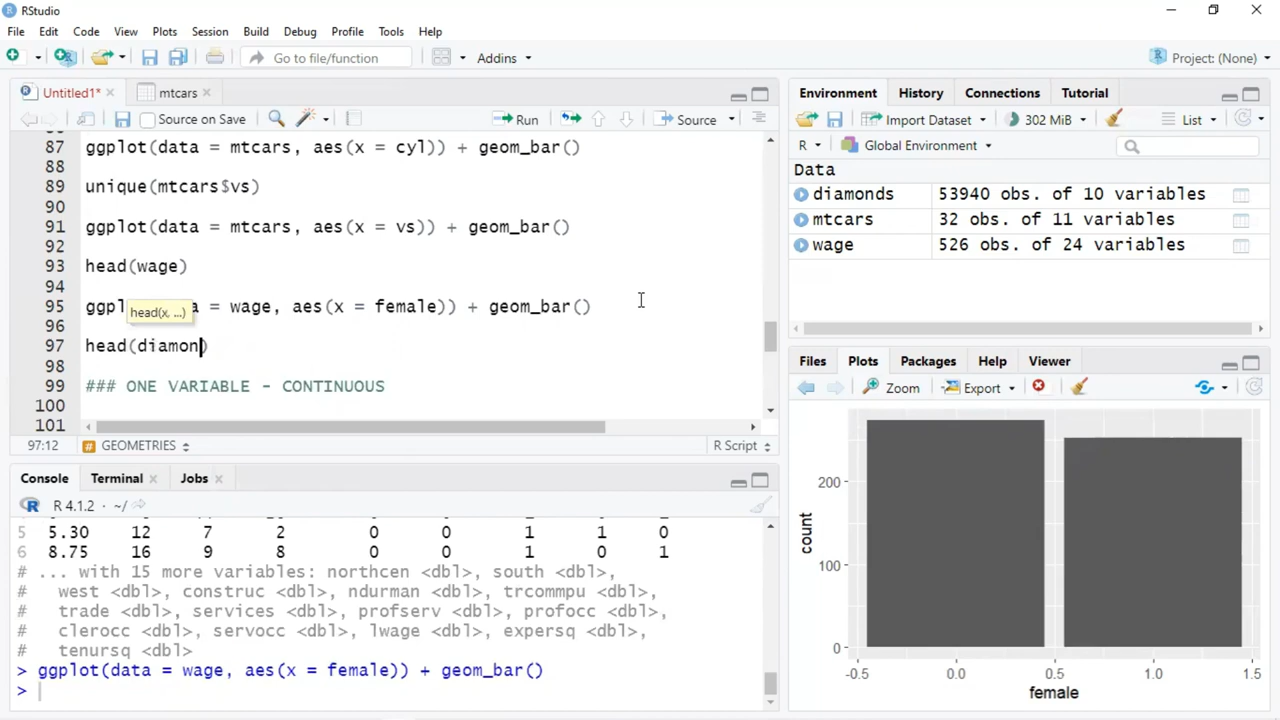 RStudio
File Edit Code View Plots Session Build Debug Profile Tools Help
Go to file/function Addins Project: (None)
Untitled1* mtcars
Source on Save Run Source
87 ggplot(data = mtcars, aes(x = cyl)) + geom_bar()
88
89 unique(mtcars$vs)
90
91 ggplot(data = mtcars, aes(x = vs)) + geom_bar()
92
93 head(wage)
94
95 ggpl a = wage, aes(x = female)) + geom_bar()
head(x, ...)
96
97 head(diamon)
98
99 ### ONE VARIABLE - CONTINUOUS
100
101
97:12 GEOMETRIES R Script
Console Terminal Jobs
R 4.1.2 · ~/
5 5.30 12 7 2 0 0 1 1 0
6 8.75 16 9 8 0 0 1 0 1
# ... with 15 more variables: northcen <dbl>, south <dbl>,
# west <dbl>, construc <dbl>, ndurman <dbl>, trcommpu <dbl>,
# trade <dbl>, services <dbl>, profserv <dbl>, profocc <dbl>,
# clerocc <dbl>, servocc <dbl>, lwage <dbl>, expersq <dbl>,
# tenursq <dbl>
> ggplot(data = wage, aes(x = female)) + geom_bar()
>
Environment History Connections Tutorial
Import Dataset 302 MiB List
R Global Environment
Data
diamonds 53940 obs. of 10 variables
mtcars 32 obs. of 11 variables
wage 526 obs. of 24 variables
Files Plots Packages Help Viewer
Zoom Export
200
100
0
count
-0.5 0.0 0.5 1.0 1.5
female